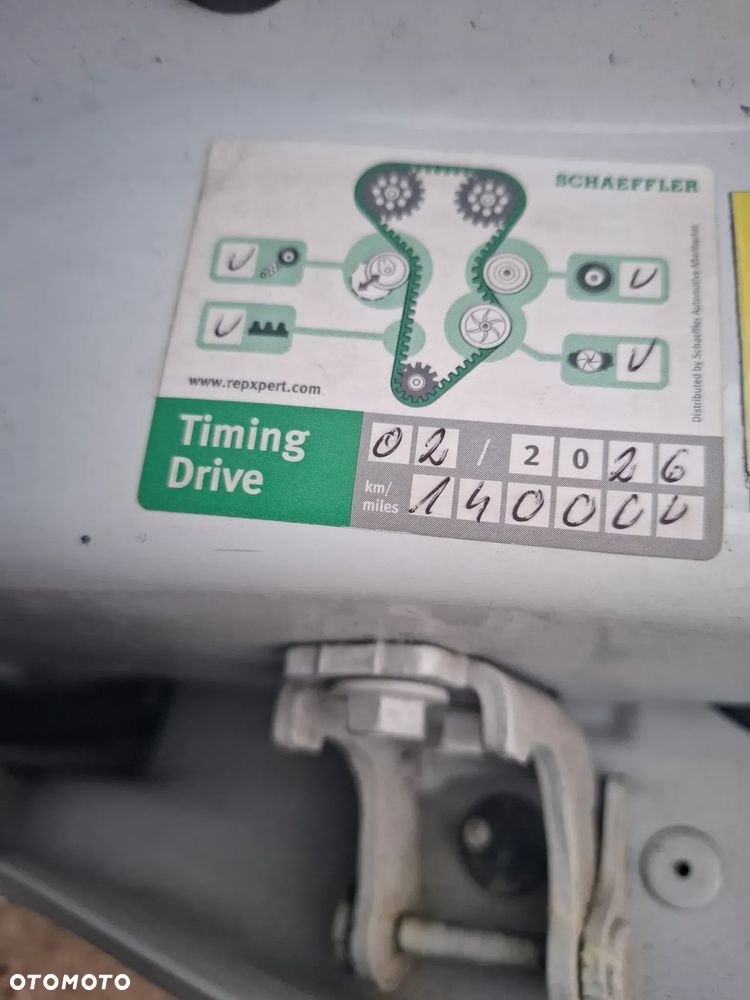 SCHAEFFLER
Distributed by Schaeffler Automotive Aftermarket
www.repxpert.com
Timing Drive
02 / 2026
km/miles 140000
OTOMOTO